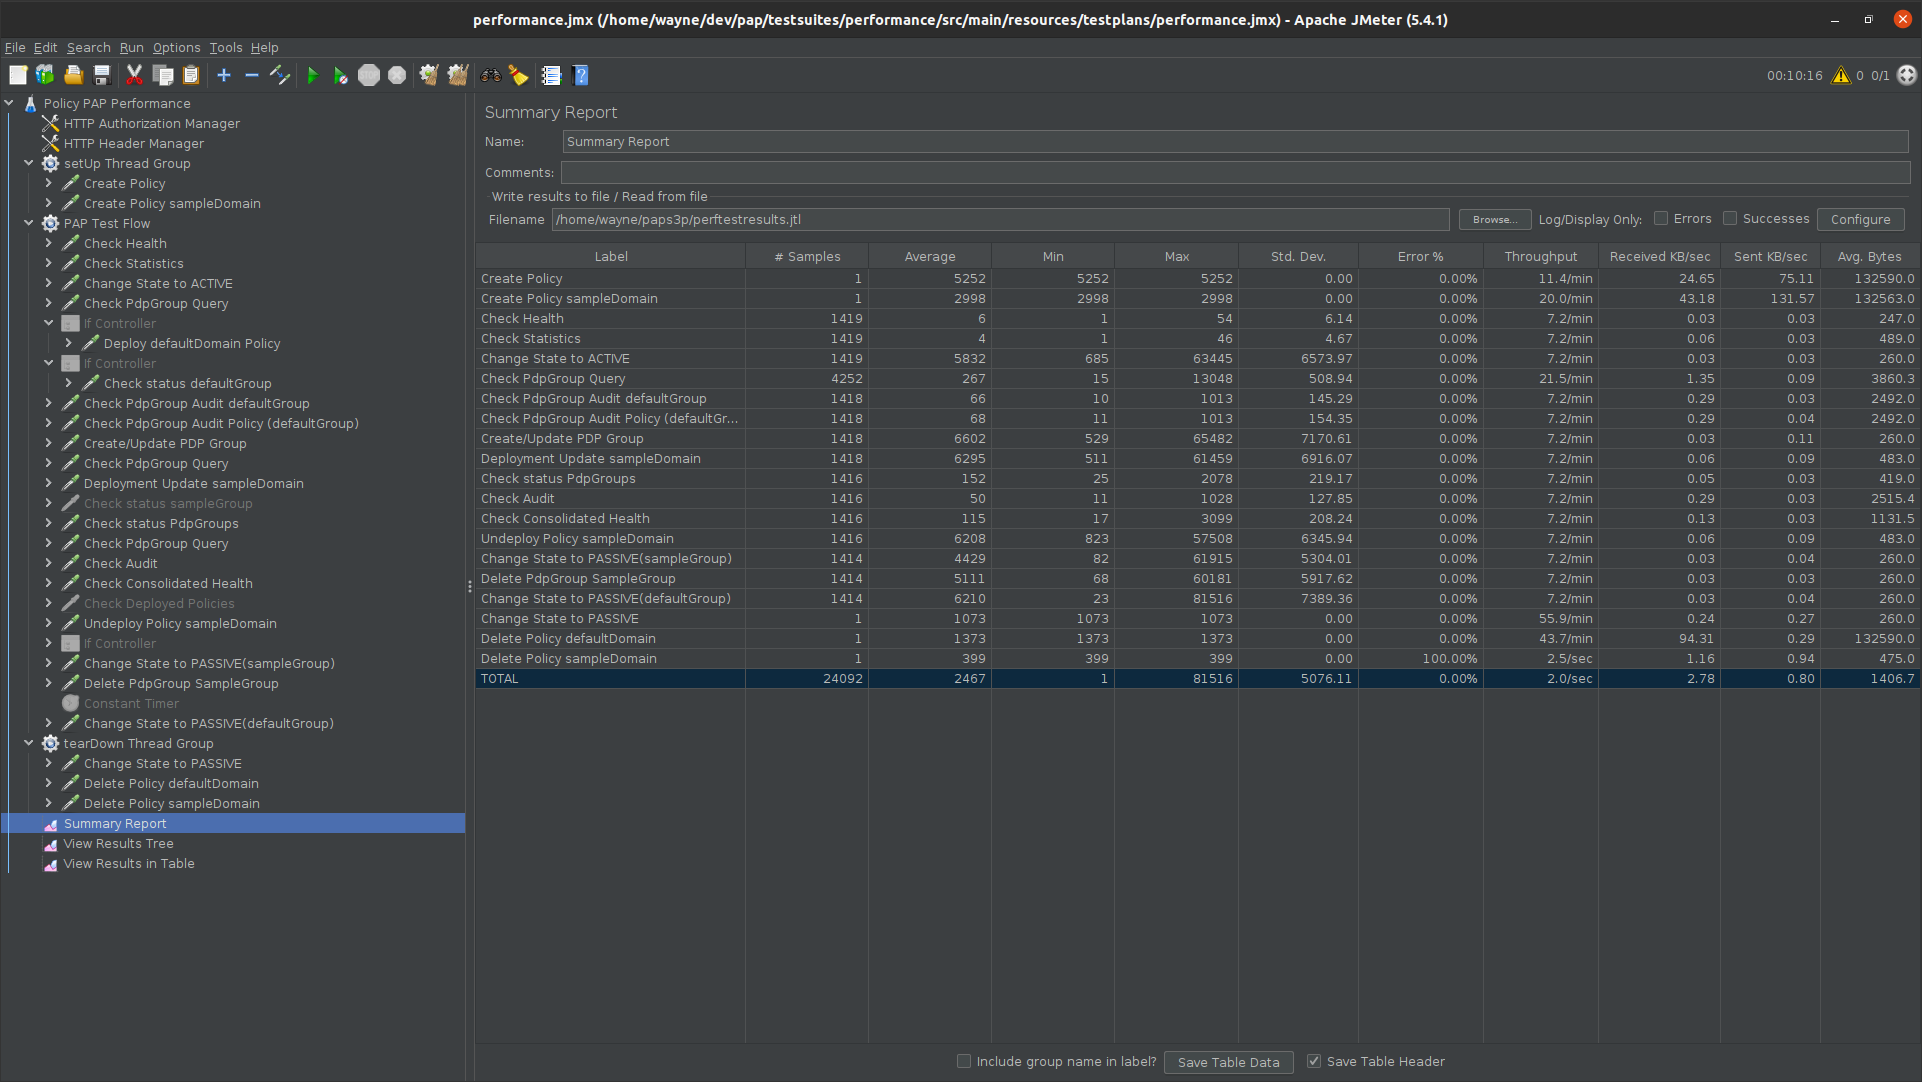 performance.jmx (/home/wayne/dev/pap/testsuites/performance/src/main/resources/testplans/performance.jmx) - Apache JMeter (5.4.1)
File Edit Search Run Options Tools Help
STOP 00:10:16 0 0/1
Policy PAP Performance
HTTP Authorization Manager
HTTP Header Manager
setUp Thread Group
Create Policy
Create Policy sampleDomain
PAP Test Flow
Check Health
Check Statistics
Change State to ACTIVE
Check PdpGroup Query
If Controller
Deploy defaultDomain Policy
If Controller
Check status defaultGroup
Check PdpGroup Audit defaultGroup
Check PdpGroup Audit Policy (defaultGroup)
Create/Update PDP Group
Check PdpGroup Query
Deployment Update sampleDomain
Check status sampleGroup
Check status PdpGroups
Check PdpGroup Query
Check Audit
Check Consolidated Health
Check Deployed Policies
Undeploy Policy sampleDomain
If Controller
Change State to PASSIVE(sampleGroup)
Delete PdpGroup SampleGroup
Constant Timer
Change State to PASSIVE(defaultGroup)
tearDown Thread Group
Change State to PASSIVE
Delete Policy defaultDomain
Delete Policy sampleDomain
Summary Report
View Results Tree
View Results in Table
Summary Report
Name: Summary Report
Comments:
Write results to file / Read from file
Filename /home/wayne/paps3p/perftestresults.jtl Browse... Log/Display Only: Errors Successes Configure
Label # Samples Average Min Max Std. Dev. Error % Throughput Received KB/sec Sent KB/sec Avg. Bytes
Create Policy 1 5252 5252 5252 0.00 0.00% 11.4/min 24.65 75.11 132590.0
Create Policy sampleDomain 1 2998 2998 2998 0.00 0.00% 20.0/min 43.18 131.57 132563.0
Check Health 1419 6 1 54 6.14 0.00% 7.2/min 0.03 0.03 247.0
Check Statistics 1419 4 1 46 4.67 0.00% 7.2/min 0.06 0.03 489.0
Change State to ACTIVE 1419 5832 685 63445 6573.97 0.00% 7.2/min 0.03 0.03 260.0
Check PdpGroup Query 4252 267 15 13048 508.94 0.00% 21.5/min 1.35 0.09 3860.3
Check PdpGroup Audit defaultGroup 1418 66 10 1013 145.29 0.00% 7.2/min 0.29 0.03 2492.0
Check PdpGroup Audit Policy (defaultGr... 1418 68 11 1013 154.35 0.00% 7.2/min 0.29 0.04 2492.0
Create/Update PDP Group 1418 6602 529 65482 7170.61 0.00% 7.2/min 0.03 0.11 260.0
Deployment Update sampleDomain 1418 6295 511 61459 6916.07 0.00% 7.2/min 0.06 0.09 483.0
Check status PdpGroups 1416 152 25 2078 219.17 0.00% 7.2/min 0.05 0.03 419.0
Check Audit 1416 50 11 1028 127.85 0.00% 7.2/min 0.29 0.03 2515.4
Check Consolidated Health 1416 115 17 3099 208.24 0.00% 7.2/min 0.13 0.03 1131.5
Undeploy Policy sampleDomain 1416 6208 823 57508 6345.94 0.00% 7.2/min 0.06 0.09 483.0
Change State to PASSIVE(sampleGroup) 1414 4429 82 61915 5304.01 0.00% 7.2/min 0.03 0.04 260.0
Delete PdpGroup SampleGroup 1414 5111 68 60181 5917.62 0.00% 7.2/min 0.03 0.03 260.0
Change State to PASSIVE(defaultGroup) 1414 6210 23 81516 7389.36 0.00% 7.2/min 0.03 0.04 260.0
Change State to PASSIVE 1 1073 1073 1073 0.00 0.00% 55.9/min 0.24 0.27 260.0
Delete Policy defaultDomain 1 1373 1373 1373 0.00 0.00% 43.7/min 94.31 0.29 132590.0
Delete Policy sampleDomain 1 399 399 399 0.00 100.00% 2.5/sec 1.16 0.94 475.0
TOTAL 24092 2467 1 81516 5076.11 0.00% 2.0/sec 2.78 0.80 1406.7
Include group name in label? Save Table Data Save Table Header